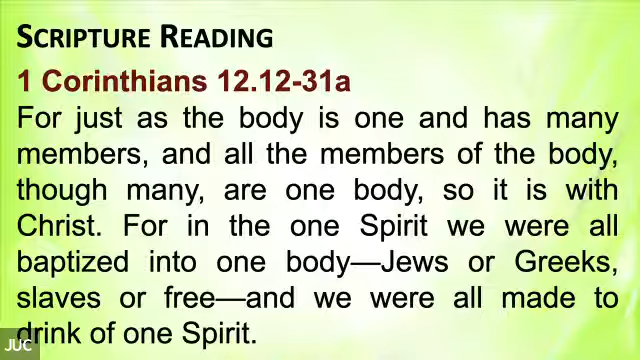 SCRIPTURE READING
1 Corinthians 12.12-31a
For just as the body is one and has many
members, and all the members of the body,
though many, are one body, so it is with
Christ. For in the one Spirit we were all
baptized into one body—Jews or Greeks,
slaves or free—and we were all made to
drink of one Spirit.
JUC